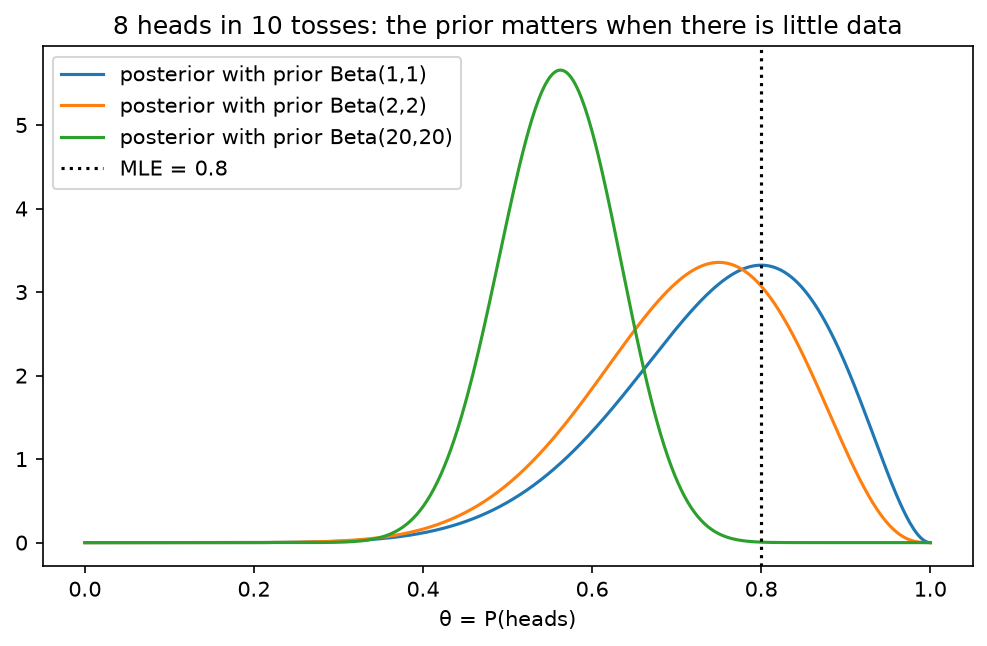 8 heads in 10 tosses: the prior matters when there is little data
posterior with prior Beta(1,1)
posterior with prior Beta(2,2)
posterior with prior Beta(20,20)
MLE = 0.8
5
4
3
2
1
0
0.0 0.2 0.4 0.6 0.8 1.0
θ = P(heads)